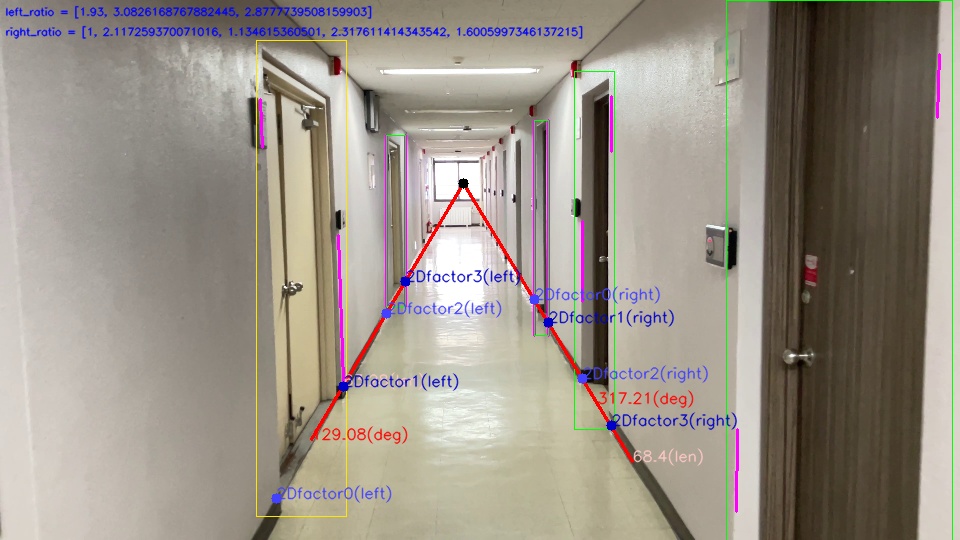 left_ratio = [1.93, 3.0826168767882445, 2.8777739508159903]
right_ratio = [1, 2.117259370071016, 1.134615360501, 2.317611414343542, 1.6005997346137215]
2Dfactor3(left)
2Dfactor0(right)
2Dfactor2(left)
2Dfactor1(right)
2Dfactor2(right)
2Dfactor1(left)
317.21(deg)
2Dfactor3(right)
129.08(deg)
68.4(len)
2Dfactor0(left)